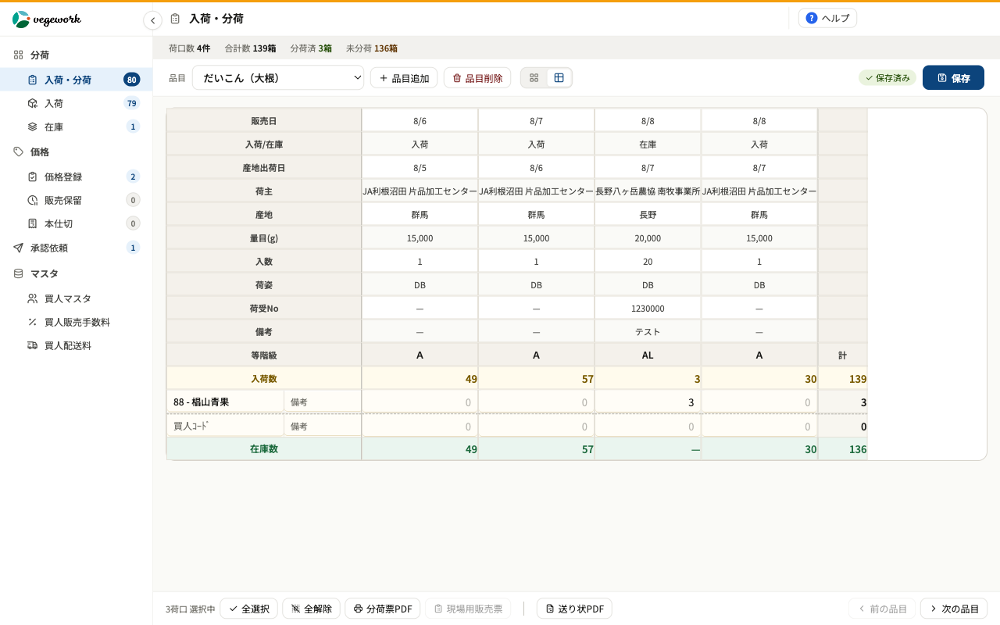 vegework
入荷・分荷
? ヘルプ
荷口数 4件 合計数 139箱 分荷済 3箱 未分荷 136箱
分荷
入荷・分荷 80
入荷 79
在庫 1
価格
価格登録 2
販売保留 0
本仕切 0
承認依頼 1
マスタ
買人マスタ
買人販売手数料
買人配送料
品目 だいこん（大根） 品目追加 品目削除 保存済み 保存
販売日 8/6 8/7 8/8 8/8
入荷/在庫 入荷 入荷 在庫 入荷
産地出荷日 8/5 8/6 8/7 8/7
荷主 JA利根沼田 片品加工センター JA利根沼田 片品加工センター 長野八ヶ岳農協 南牧事業所 JA利根沼田 片品加工センター
産地 群馬 群馬 長野 群馬
量目(g) 15,000 15,000 20,000 15,000
入数 1 1 20 1
荷姿 DB DB DB DB
荷受No — — 1230000 —
備考 — — テスト —
等階級 A A AL A 計
入荷数 49 57 3 30 139
88 - 椙山青果 備考 0 0 3 0 3
買人ｺｰﾄﾞ 備考 0 0 0 0 0
在庫数 49 57 — 30 136
3荷口 選択中 全選択 全解除 分荷票PDF 現場用販売票 送り状PDF 前の品目 次の品目